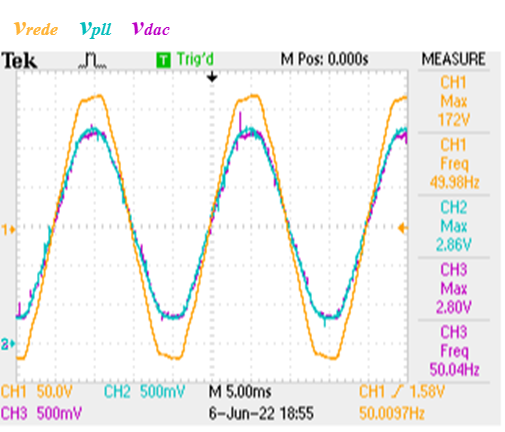 vrede vpll vdac
Tek T Trig'd M Pos: 0.000s MEASURE
CH1
Max
172V
CH1
Freq
49.98Hz
CH2
Max
2.86V
CH3
Max
2.80V
CH3
Freq
50.04Hz
1
2
CH1 50.0V CH2 500mV M 5.00ms CH1 / 1.58V
CH3 500mV 6-Jun-22 18:55 50.0097Hz